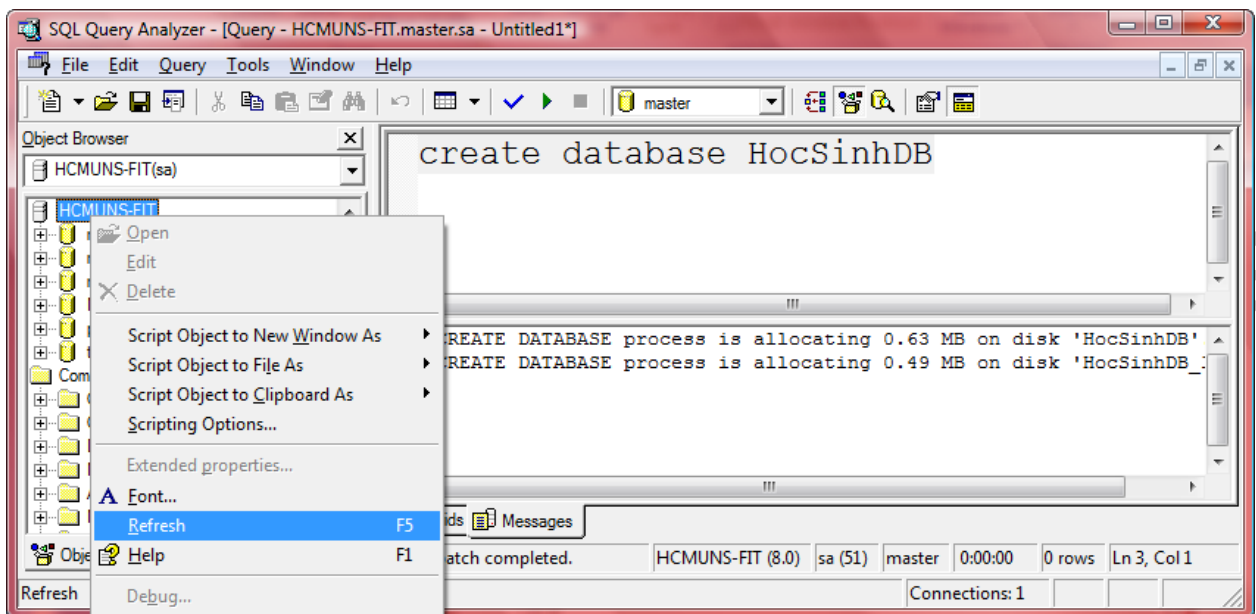 SQL Query Analyzer - [Query - HCMUNS-FIT.master.sa - Untitled1*]
File Edit Query Tools Window Help
master
Object Browser
HCMUNS-FIT(sa)
HCMUNS-FIT
create database HocSinhDB
Open
Edit
Delete
Script Object to New Window As
Script Object to File As
Script Object to Clipboard As
Scripting Options...
Extended properties...
Font...
Refresh F5
Help F1
Debug...
Com
REATE DATABASE process is allocating 0.63 MB on disk 'HocSinhDB'
REATE DATABASE process is allocating 0.49 MB on disk 'HocSinhDB_
ids Messages
Obje
atch completed. HCMUNS-FIT (8.0) sa (51) master 0:00:00 0 rows Ln 3, Col 1
Refresh Connections: 1